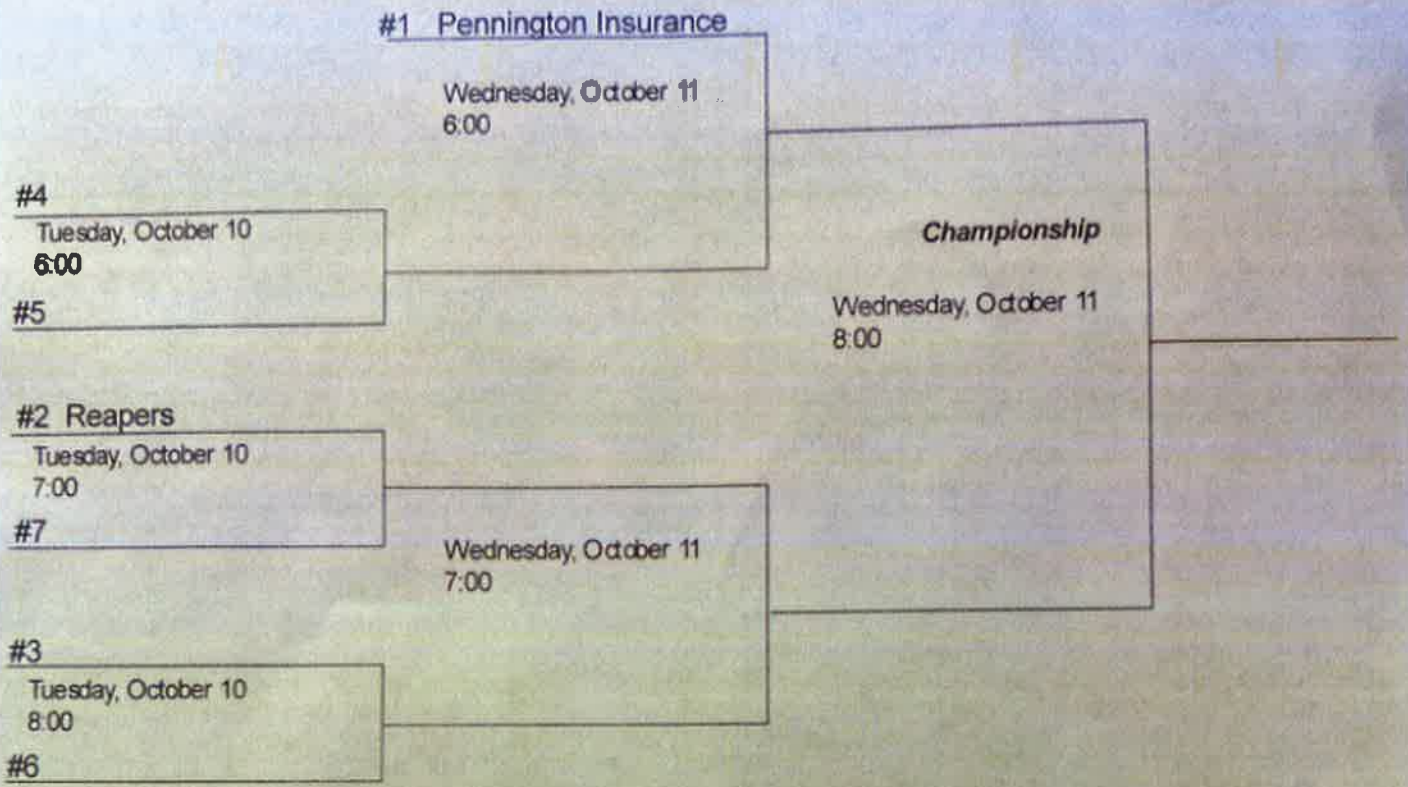 #1 Pennington Insurance
Wednesday, October 11
6:00
#4
Tuesday, October 10
6:00
#5
Championship
Wednesday, October 11
8:00
#2 Reapers
Tuesday, October 10
7:00
#7
Wednesday, October 11
7:00
#3
Tuesday, October 10
8:00
#6